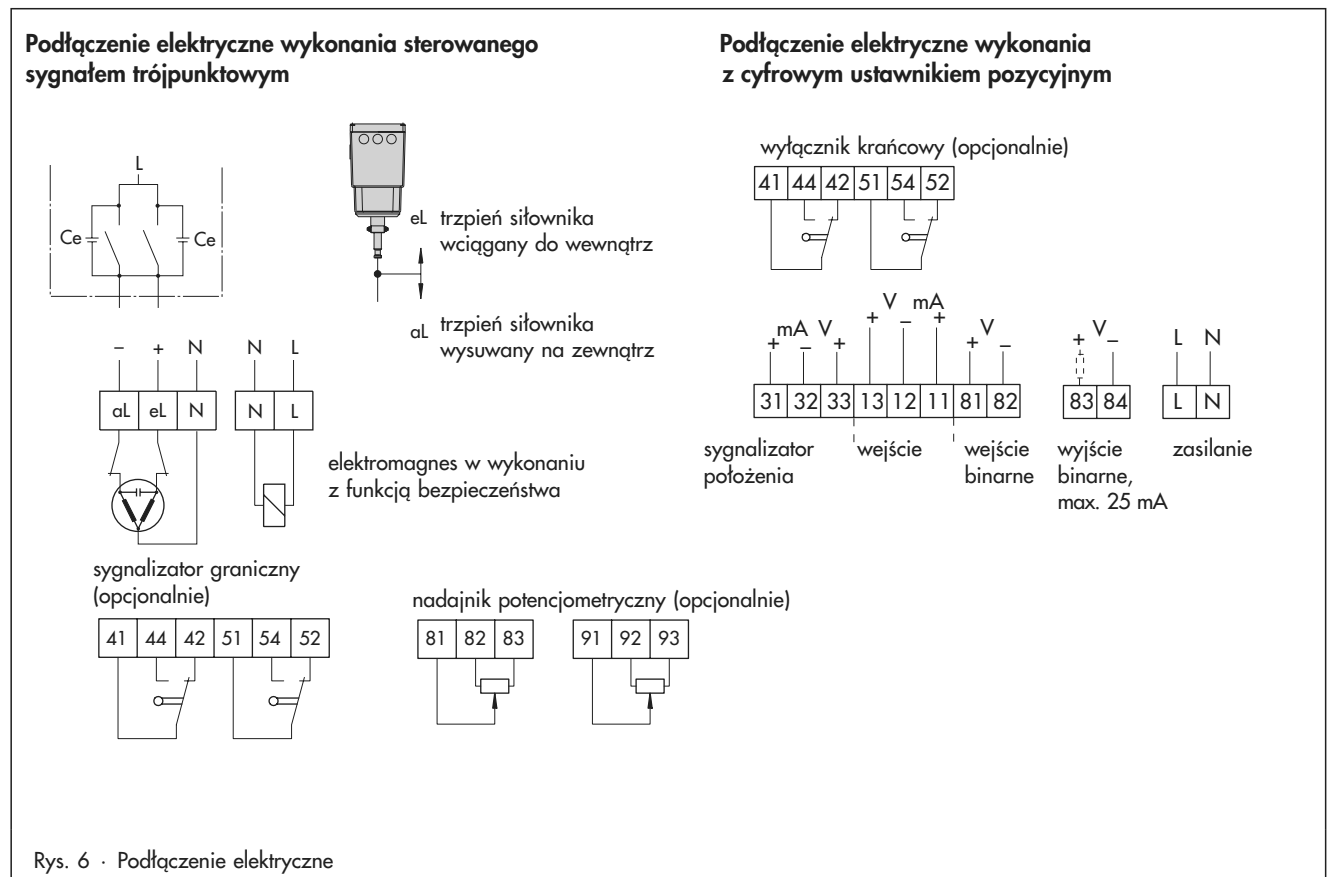 Podłączenie elektryczne wykonania sterowanego
sygnałem trójpunktowym
L
Ce
Ce
eL trzpień siłownika
wciągany do wewnątrz
aL trzpień siłownika
wysuwany na zewnątrz
– + N N L
aL eL N N L
elektromagnes w wykonaniu
z funkcją bezpieczeństwa
sygnalizator graniczny
(opcjonalnie)
41 44 42 51 54 52
nadajnik potencjometryczny (opcjonalnie)
81 82 83 91 92 93
Podłączenie elektryczne wykonania
z cyfrowym ustawnikiem pozycyjnym
wyłącznik krańcowy (opcjonalnie)
41 44 42 51 54 52
V mA
+ – +
mA V
+ – +
V
+ –
V
+ –
L N
31 32 33 13 12 11 81 82 83 84 L N
sygnalizator
położenia
wejście
wejście
binarne
wyjście
binarne,
max. 25 mA
zasilanie
Rys. 6 · Podłączenie elektryczne